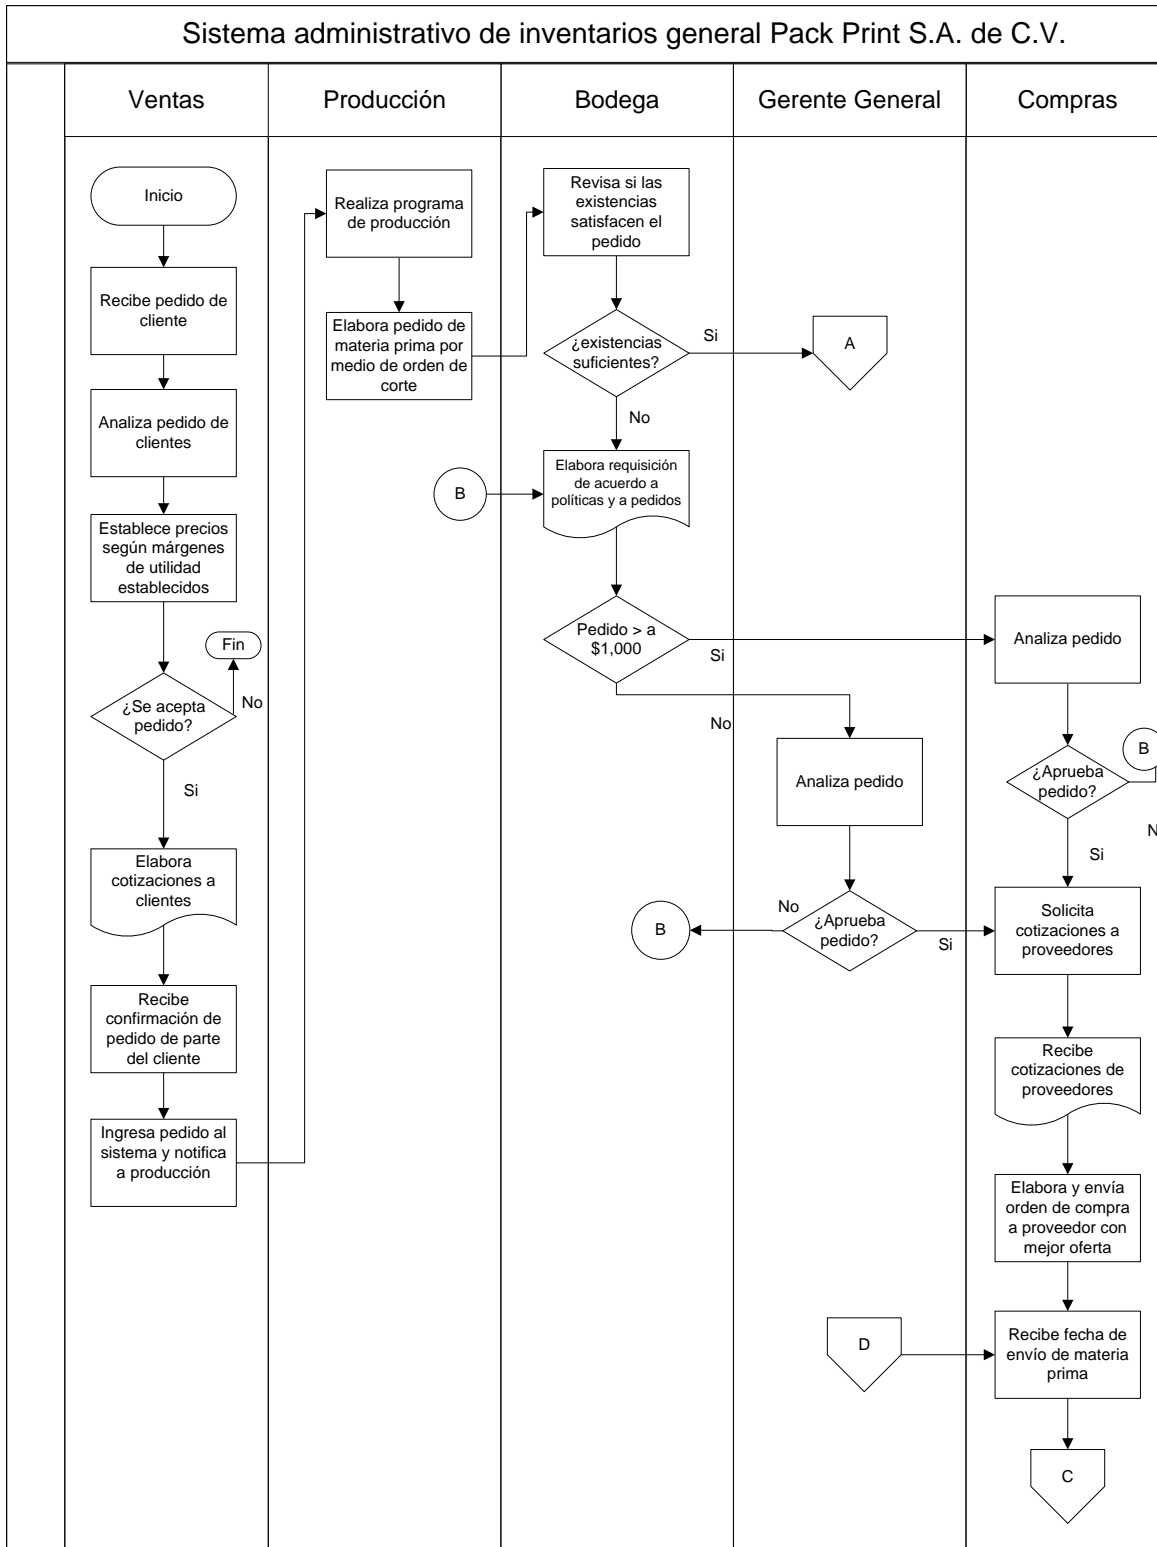 Sistema administrativo de inventarios general Pack Print S.A. de C.V.
Ventas
Producción
Bodega
Gerente General
Compras
Inicio
Recibe pedido de
cliente
Analiza pedido de
clientes
Establece precios
según márgenes
de utilidad
establecidos
Fin
No
¿Se acepta
pedido?
Si
Elabora
cotizaciones a
clientes
Recibe
confirmación de
pedido de parte
del cliente
Ingresa pedido al
sistema y notifica
a producción
Realiza programa
de producción
Elabora pedido de
materia prima por
medio de orden de
corte
Revisa si las
existencias
satisfacen el
pedido
¿existencias
suficientes?
Si
A
No
B
Elabora requisición
de acuerdo a
políticas y a pedidos
Pedido > a
$1,000
Si
No
Analiza pedido
¿Aprueba
pedido?
No
B
Si
Analiza pedido
¿Aprueba
pedido?
B
N
Si
Solicita
cotizaciones a
proveedores
Recibe
cotizaciones de
proveedores
Elabora y envía
orden de compra
a proveedor con
mejor oferta
D
Recibe fecha de
envío de materia
prima
C